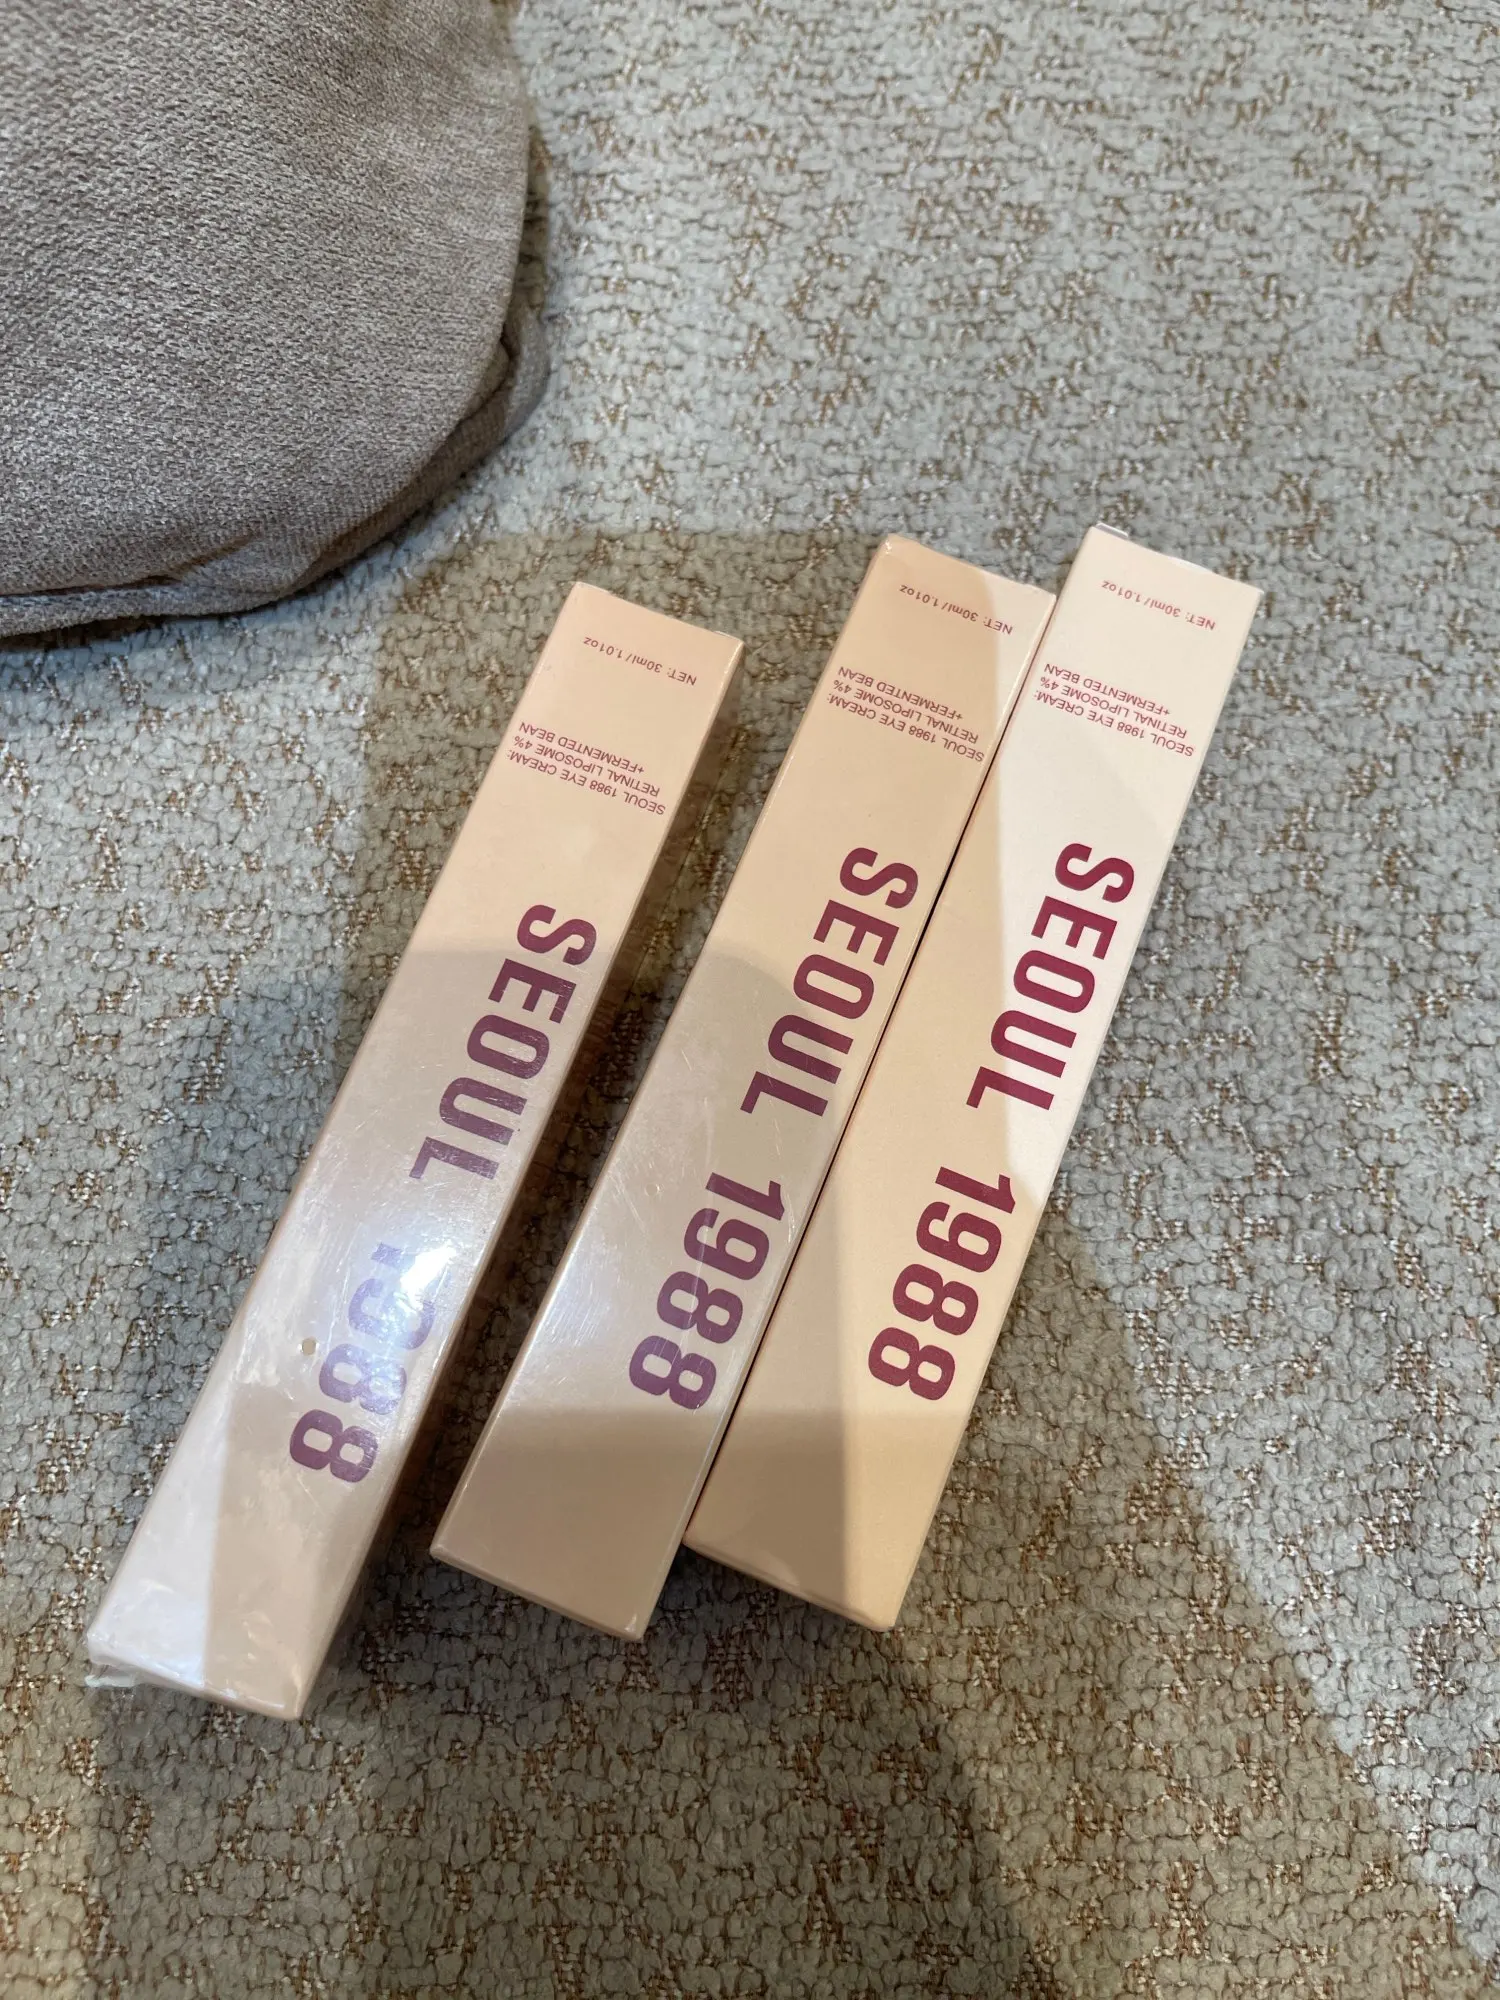 SEOUL 1988
SEOUL 1988 EYE CREAM:
RETINAL LIPOSOME 4%
+FERMENTED BEAN
NET: 30ml / 1.01oz
SEOUL 1988
SEOUL 1988 EYE CREAM:
RETINAL LIPOSOME 4%
+FERMENTED BEAN
NET: 30ml / 1.01oz
SEOUL 1988
SEOUL 1988 EYE CREAM:
RETINAL LIPOSOME 4%
+FERMENTED BEAN
NET: 30ml / 1.01oz